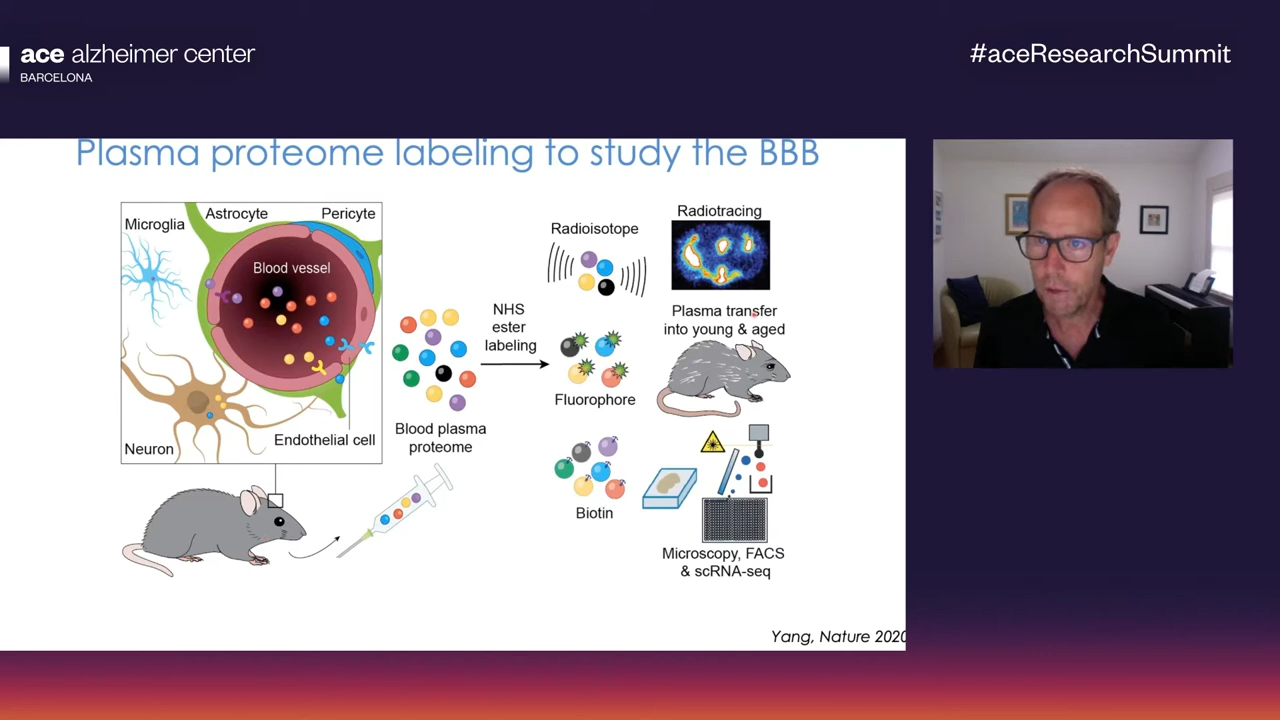 ace alzheimer center
BARCELONA
#aceResearchSummit
Plasma proteome labeling to study the BBB
Microglia
Astrocyte
Pericyte
Blood vessel
Neuron
Endothelial cell
Blood plasma
proteome
NHS
ester
labeling
Radioisotope
Fluorophore
Biotin
Radiotracing
Plasma transfer
into young & aged
Microscopy, FACS
& scRNA-seq
Yang, Nature 2020